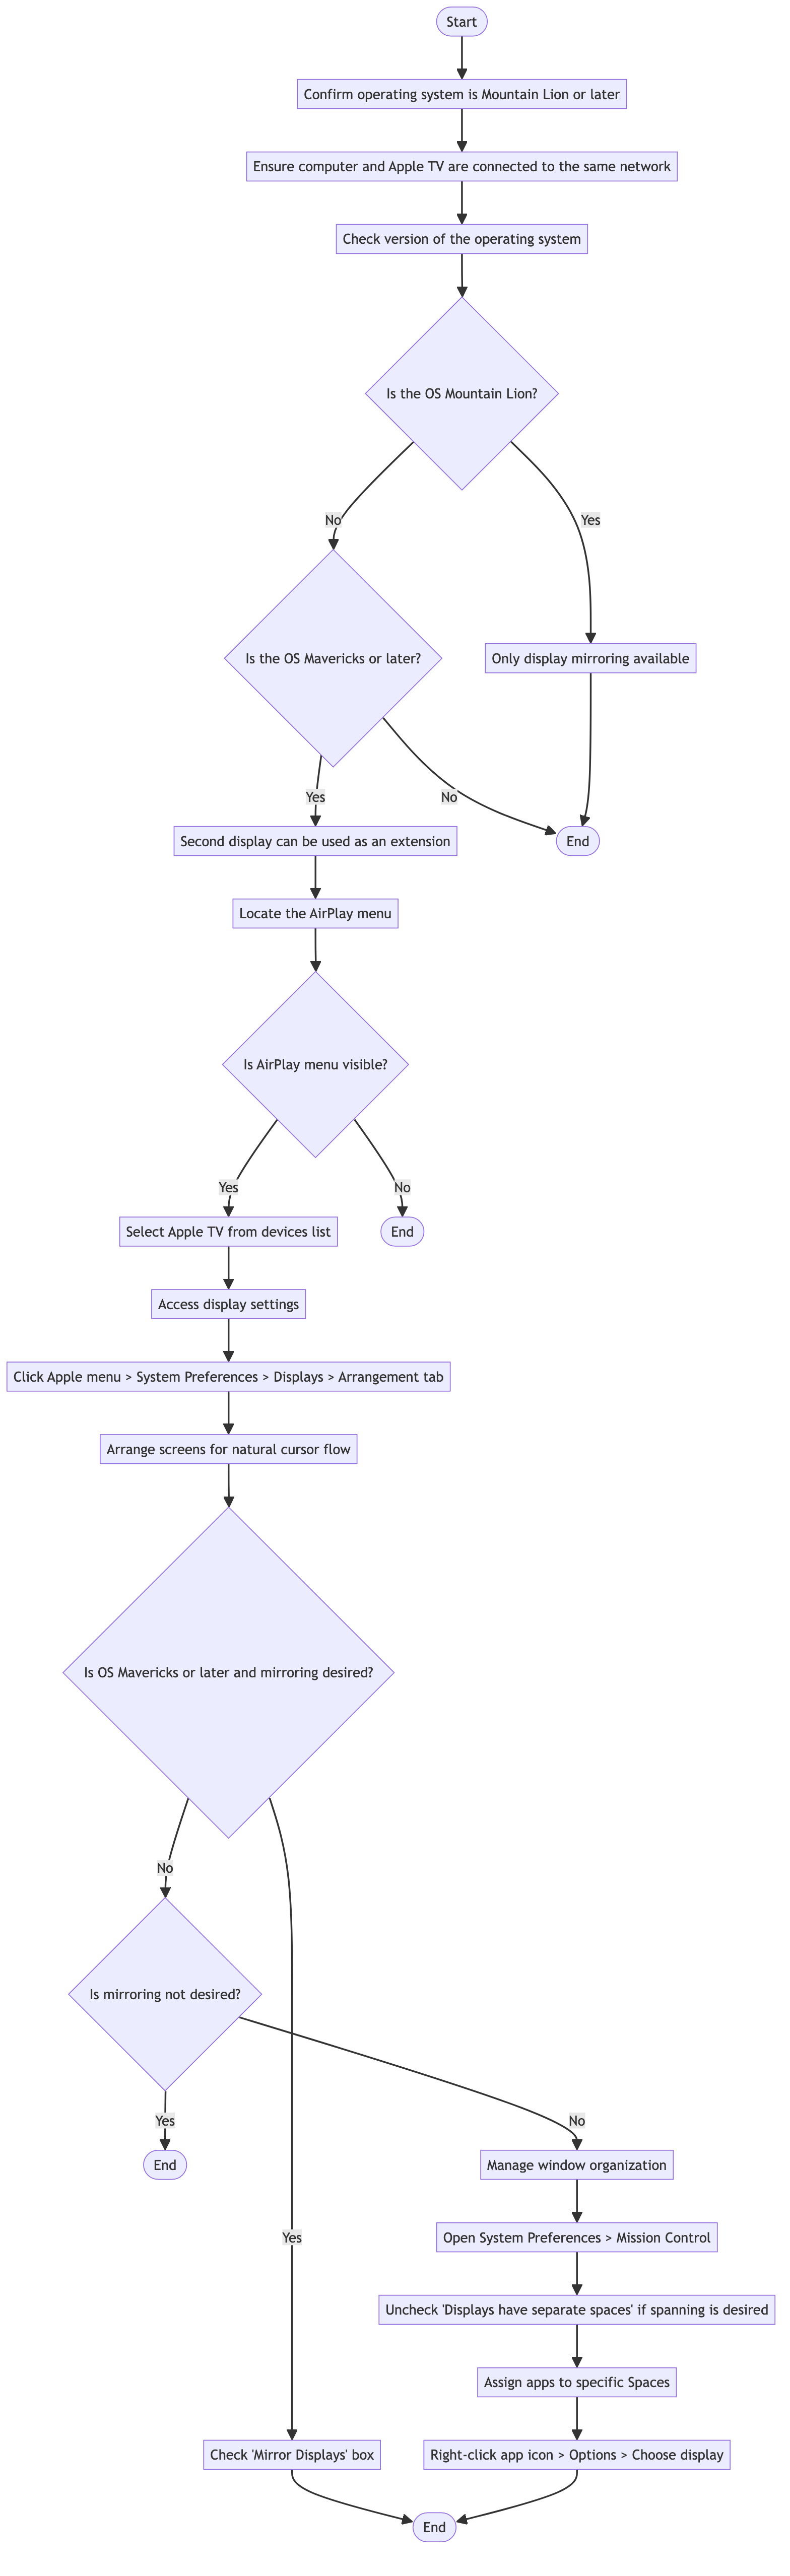 Start
Confirm operating system is Mountain Lion or later
Ensure computer and Apple TV are connected to the same network
Check version of the operating system
Is the OS Mountain Lion?
No
Yes
Is the OS Mavericks or later?
Only display mirroring available
Yes
No
Second display can be used as an extension
End
Locate the AirPlay menu
Is AirPlay menu visible?
Yes
No
Select Apple TV from devices list
End
Access display settings
Click Apple menu > System Preferences > Displays > Arrangement tab
Arrange screens for natural cursor flow
Is OS Mavericks or later and mirroring desired?
No
Is mirroring not desired?
Yes
No
End
Manage window organization
Yes
Open System Preferences > Mission Control
Uncheck 'Displays have separate spaces' if spanning is desired
Assign apps to specific Spaces
Check 'Mirror Displays' box
Right-click app icon > Options > Choose display
End